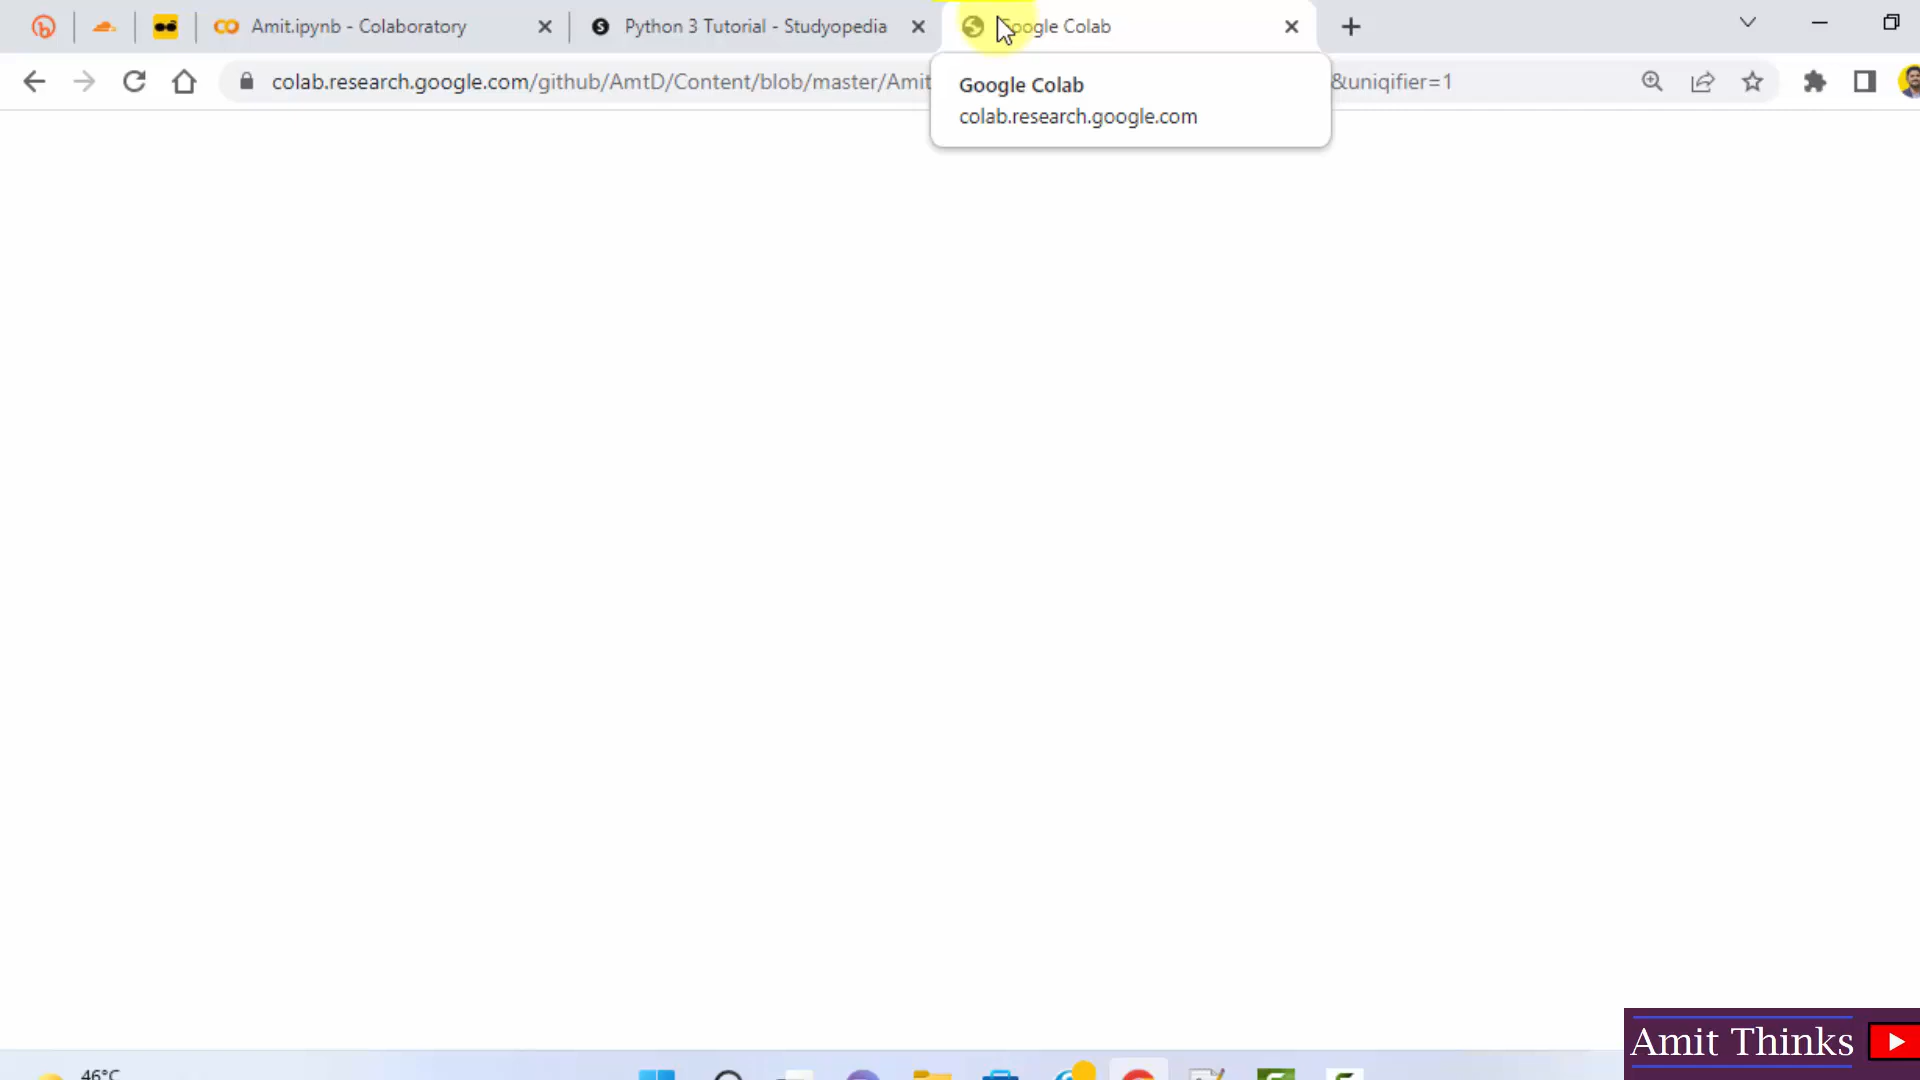 Amit.ipynb - Colaboratory
Python 3 Tutorial - Studyopedia
Google Colab
colab.research.google.com/github/AmtD/Content/blob/master/Amit
&uniqifier=1
Google Colab
colab.research.google.com
46°C
Amit Thinks